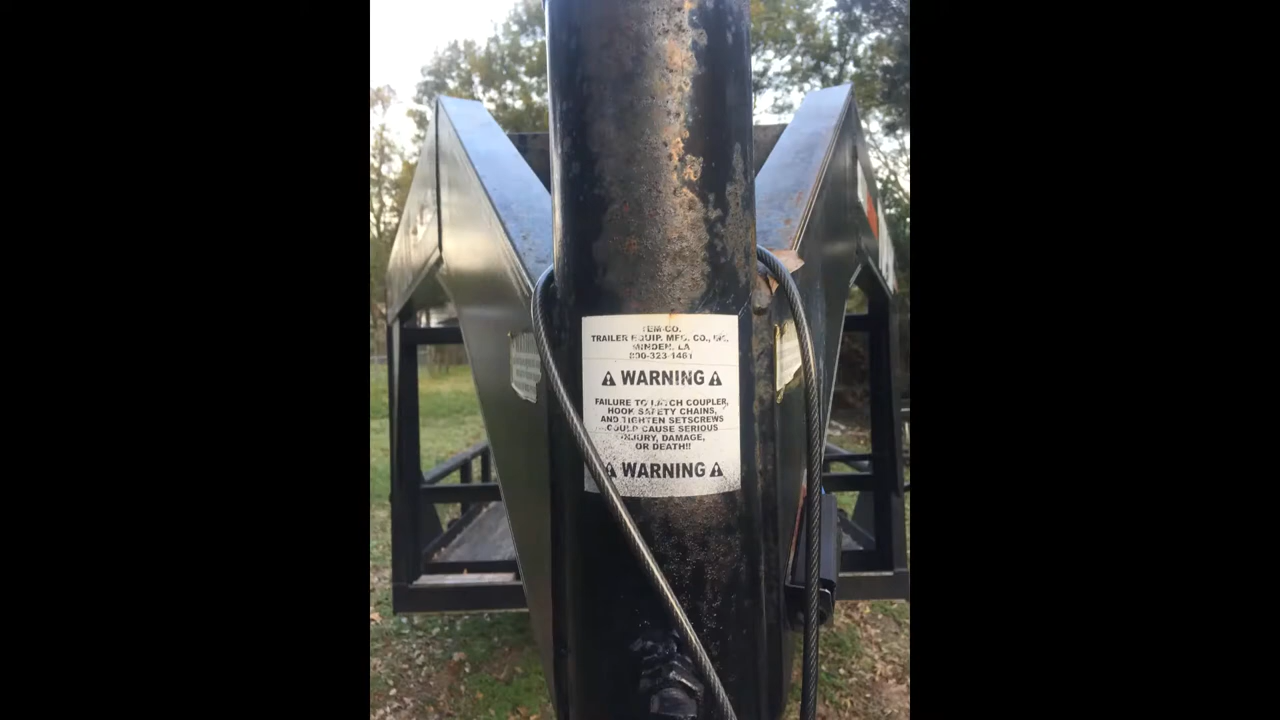 TEM-CO.
TRAILER EQUIP. MFG. CO., INC.
MINDEN, LA
800-323-1461
WARNING
FAILURE TO LATCH COUPLER,
HOOK SAFETY CHAINS,
AND TIGHTEN SETSCREWS
COULD CAUSE SERIOUS
INJURY, DAMAGE,
OR DEATH!!
WARNING